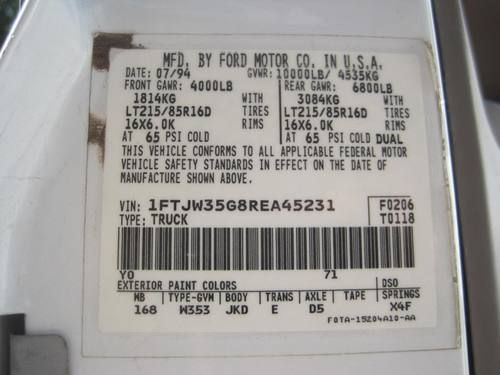 MFD. BY FORD MOTOR CO. IN U.S.A.
DATE: 07/94 GVWR: 10000LB/ 4535KG
FRONT GAWR: 4000LB REAR GAWR: 6800LB
1814KG WITH 3084KG WITH
LT215/85R16D TIRES LT215/85R16D TIRES
16X6.0K RIMS 16X6.0K RIMS
AT 65 PSI COLD AT 65 PSI COLD DUAL
THIS VEHICLE CONFORMS TO ALL APPLICABLE FEDERAL MOTOR
VEHICLE SAFETY STANDARDS IN EFFECT ON THE DATE OF
MANUFACTURE SHOWN ABOVE.
VIN: 1FTJW35G8REA45231 F0206
TYPE: TRUCK T0118
YO 71
EXTERIOR PAINT COLORS DSO
WB TYPE-GVM BODY TRANS AXLE TAPE SPRINGS
168 W353 JKD E D5 X4F
F0TA-15204A10-AA